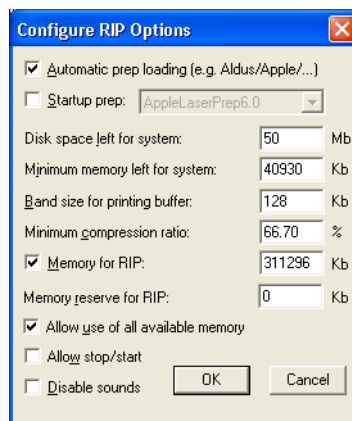 Configure RIP Options
Automatic prep loading (e.g. Aldus/Apple/...)
Startup prep: AppleLaserPrep6.0
Disk space left for system: 50 Mb
Minimum memory left for system: 40930 Kb
Band size for printing buffer: 128 Kb
Minimum compression ratio: 66.70 %
Memory for RIP: 311296 Kb
Memory reserve for RIP: 0 Kb
Allow use of all available memory
Allow stop/start
Disable sounds
OK Cancel